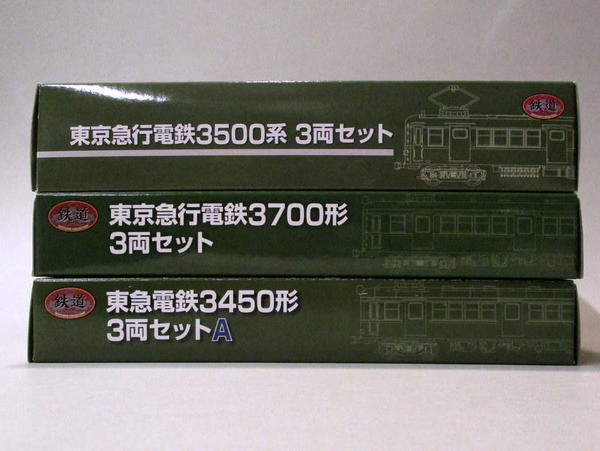 東京急行電鉄3500系 3両セット
鉄道
鉄道
東京急行電鉄3700形
3両セット
鉄道
東急電鉄3450形
3両セットA